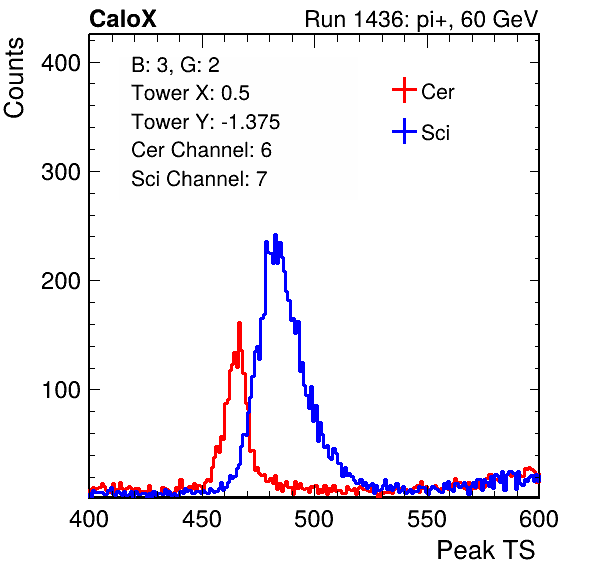 CaloX
Run 1436: pi+, 60 GeV
Counts
400
300
200
100
B: 3, G: 2
Tower X: 0.5
Tower Y: -1.375
Cer Channel: 6
Sci Channel: 7
Cer
Sci
400
450
500
550
600
Peak TS